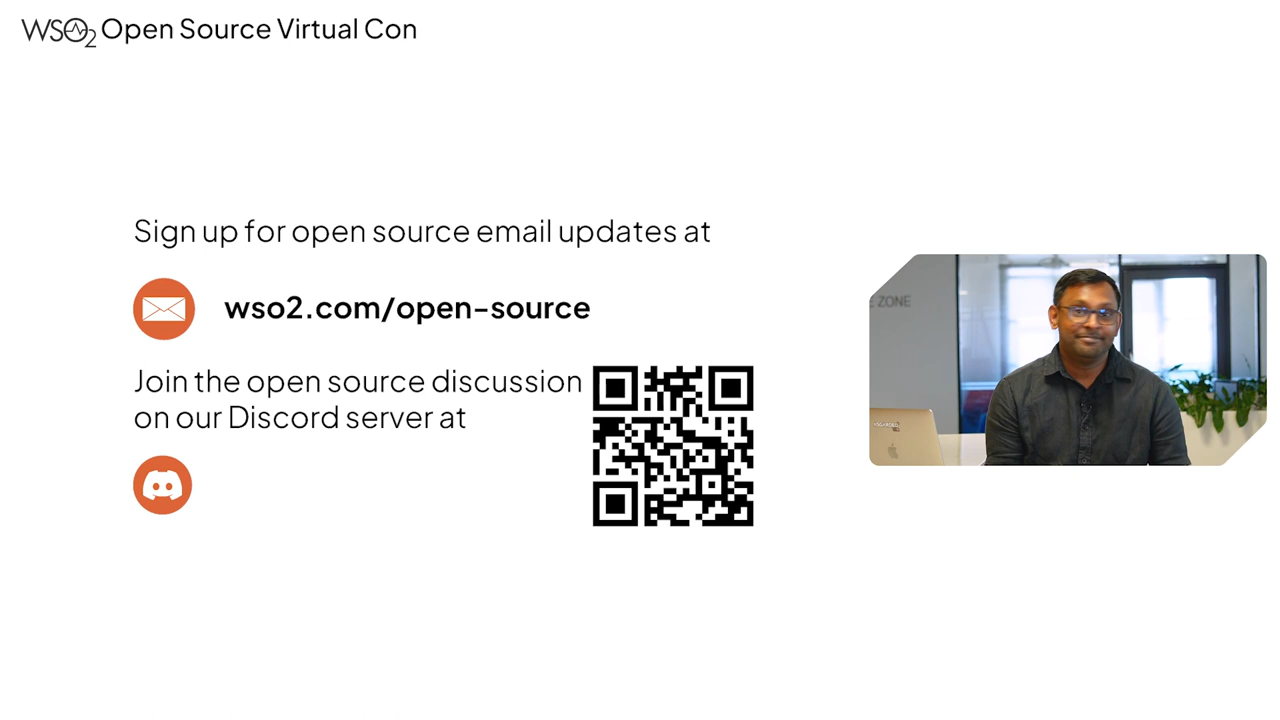 WSO2 Open Source Virtual Con
Sign up for open source email updates at
wso2.com/open-source
Join the open source discussion
on our Discord server at
E ZONE